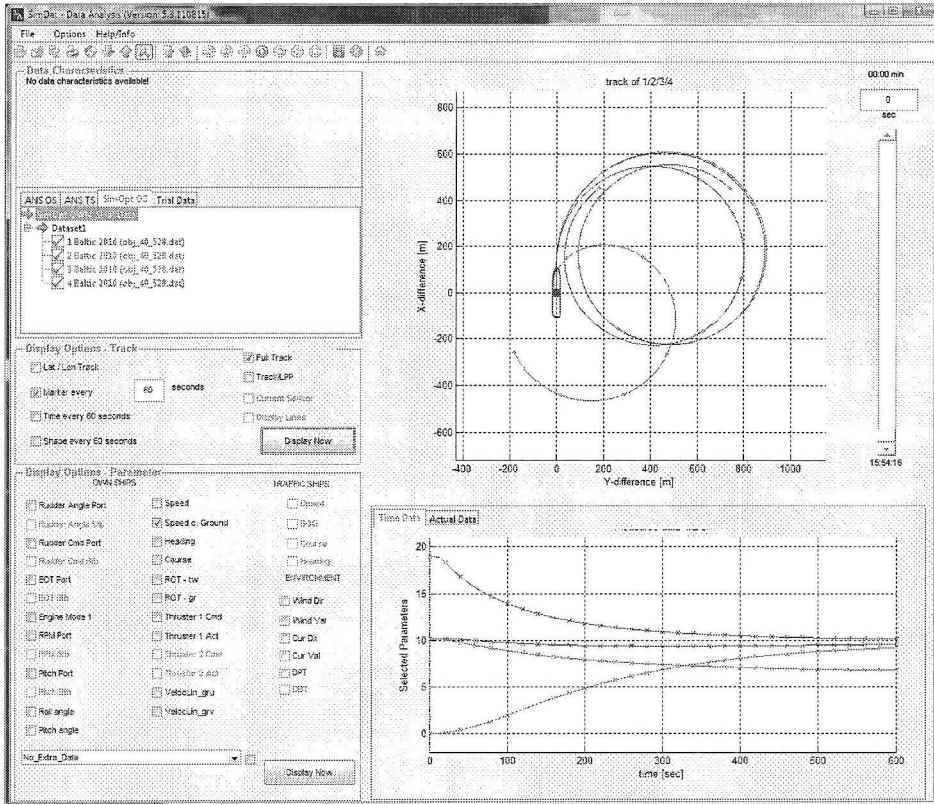 SimDat - Data Analysis (Version 5.3.110815)
File Options Help/Info
Data Characteristics
No data characteristics available!
ANS OS ANS TS SimOpt OS Trial Data
Dataset1
1 Baltic 2010 (obj_40_528.dat)
2 Baltic 2010 (obj_40_528.dat)
3 Baltic 2010 (obj_40_528.dat)
4 Baltic 2010 (obj_40_528.dat)
Display Options - Track
Lat / Lon Track
Full Track
Track/LPP
Marker every 60 seconds
Current Sensor
Time every 60 seconds
Display Lines
Shape every 60 seconds
Display Now
Display Options - Parameter
OWN SHIPS
TRAFFIC SHIPS
Rudder Angle Port
Rudder Angle Stb
Rudder Cmd Port
Rudder Cmd Stb
EOT Port
EOT Stb
Engine Mode 1
RPM Port
RPM Stb
Pitch Port
Pitch Stb
Roll angle
Pitch angle
Speed
Speed o. Ground
Heading
Course
ROT - tw
ROT - gr
Thruster 1 Cmd
Thruster 1 Act
Thruster 2 Cmd
Thruster 2 Act
VelocLin_gru
VelocLin_grv
Speed
SOG
Course
Heading
ENVIRONMENT
Wind Dir
Wind Val
Cur Dir
Cur Val
DPT
DBT
No_Extra_Date
Display Now
track of 1/2/3/4
800
600
400
200
0
-200
-400
-600
X-difference [m]
-400 -200 0 200 400 600 800 1000
Y-difference [m]
00:00 min
0
sec
15:54:16
Time Data Actual Data
20
15
10
5
0
Selected Parameters
0 100 200 300 400 500 600
time [sec]